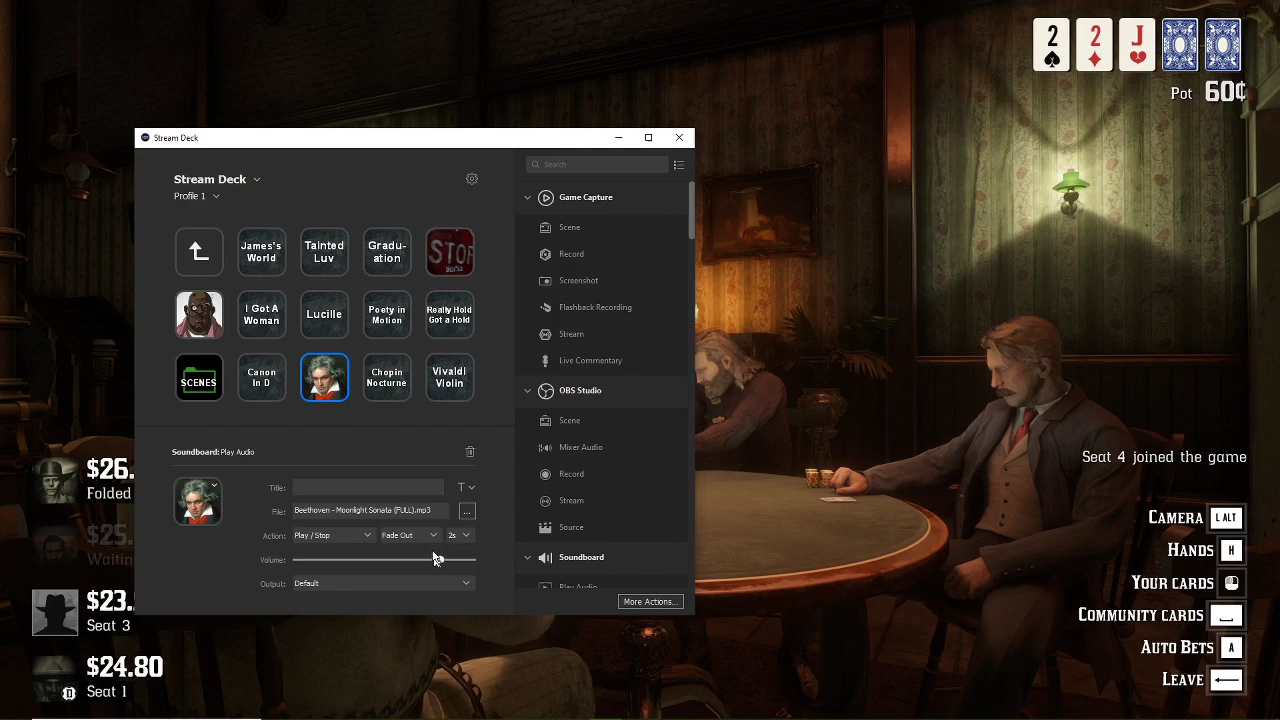 2 2 J
Pot 60¢
Stream Deck
Stream Deck
Profile 1
James's World
Tainted Luv
Gradu-ation
STOP
I Got A Woman
Lucille
Poety in Motion
Really Hold Got a Hold
SCENES
Canon In D
Chopin Nocturne
Vivaldi Violin
Search
Game Capture
Scene
Record
Screenshot
Flashback Recording
Stream
Live Commentary
OBS Studio
Scene
Mixer Audio
Record
Stream
Source
Soundboard
Play Audio
More Actions...
Soundboard: Play Audio
Title:
T
File: Beethoven - Moonlight Sonata (FULL).mp3 ...
Action: Play / Stop Fade Out 2s
Volume:
Output: Default
$26.
Folded
$25.
Waitin
$23.
Seat 3
$24.80
D Seat 1
Seat 4 joined the game
CAMERA L ALT
HANDS H
YOUR CARDS
COMMUNITY CARDS
AUTO BETS A
LEAVE